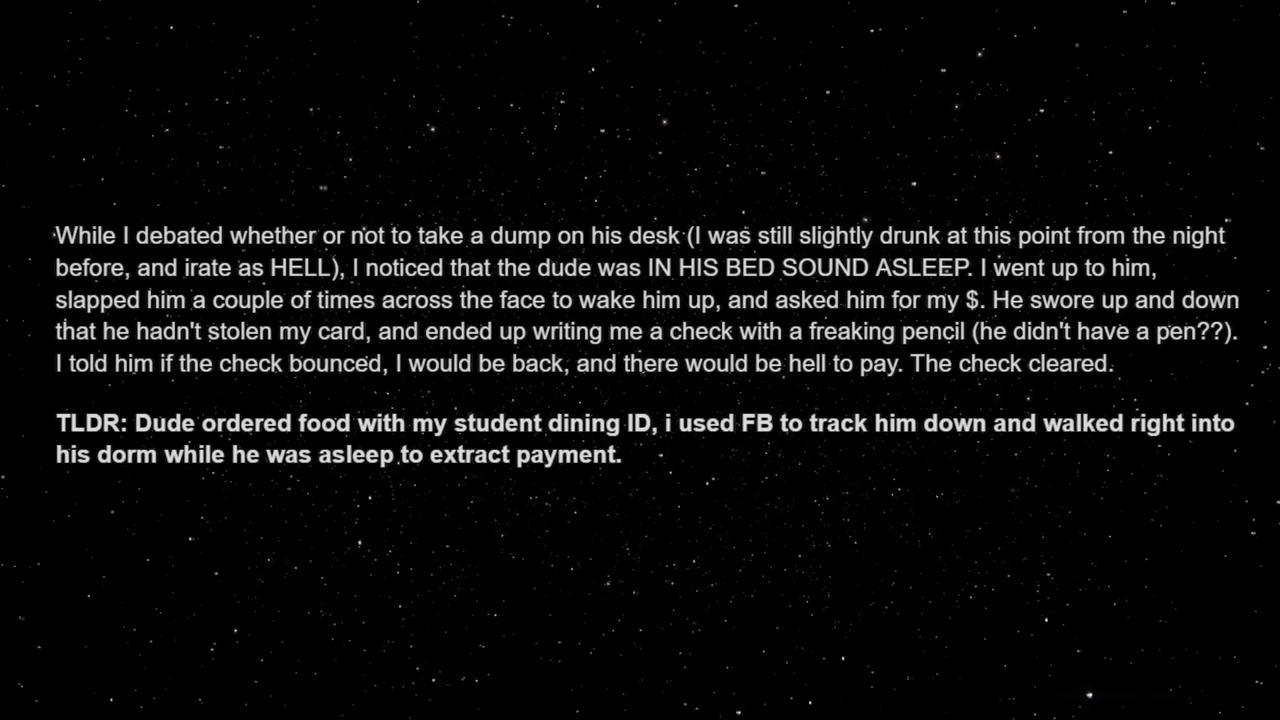 While I debated whether or not to take a dump on his desk (I was still slightly drunk at this point from the night
before, and irate as HELL), I noticed that the dude was IN HIS BED SOUND ASLEEP. I went up to him,
slapped him a couple of times across the face to wake him up, and asked him for my $. He swore up and down
that he hadn't stolen my card, and ended up writing me a check with a freaking pencil (he didn't have a pen??).
I told him if the check bounced, I would be back, and there would be hell to pay. The check cleared.
TLDR: Dude ordered food with my student dining ID, i used FB to track him down and walked right into
his dorm while he was asleep to extract payment.